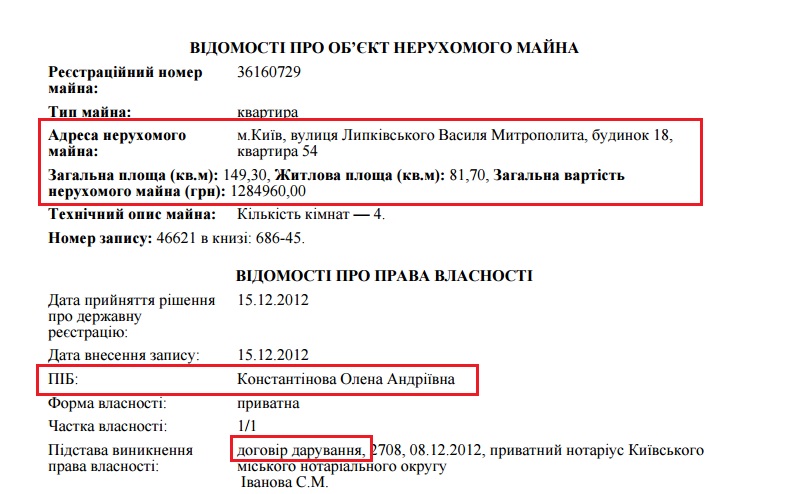 ВІДОМОСТІ ПРО ОБ’ЄКТ НЕРУХОМОГО МАЙНА
Реєстраційний номер майна: 36160729
Тип майна: квартира
Адреса нерухомого майна: м.Київ, вулиця Липківського Василя Митрополита, будинок 18, квартира 54
Загальна площа (кв.м): 149,30, Житлова площа (кв.м): 81,70, Загальна вартість
нерухомого майна (грн): 1284960,00
Технічний опис майна: Кількість кімнат — 4.
Номер запису: 46621 в книзі: 686-45.
ВІДОМОСТІ ПРО ПРАВА ВЛАСНОСТІ
Дата прийняття рішення про державну реєстрацію: 15.12.2012
Дата внесення запису: 15.12.2012
ПІБ: Константінова Олена Андріївна
Форма власності: приватна
Частка власності: 1/1
Підстава виникнення права власності: договір дарування, 2708, 08.12.2012, приватний нотаріус Київського міського нотаріального округу
Іванова С.М.